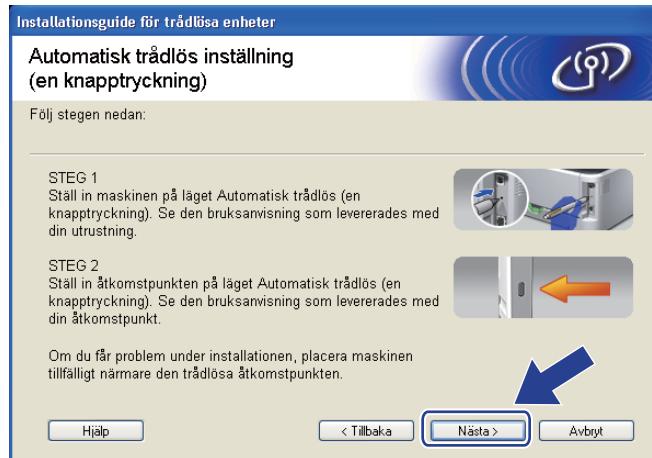 Installationsguide för trådlösa enheter
Automatisk trådlös inställning
(en knapptryckning)
Följ stegen nedan:
STEG 1
Ställ in maskinen på läget Automatisk trådlös (en
knapptryckning). Se den bruksanvisning som levererades med
din utrustning.
STEG 2
Ställ in åtkomstpunkten på läget Automatisk trådlös (en
knapptryckning). Se den bruksanvisning som levererades med
din åtkomstpunkt.
Om du får problem under installationen, placera maskinen
tillfälligt närmare den trådlösa åtkomstpunkten.
Hjälp
< Tillbaka
Nästa >
Avbryt